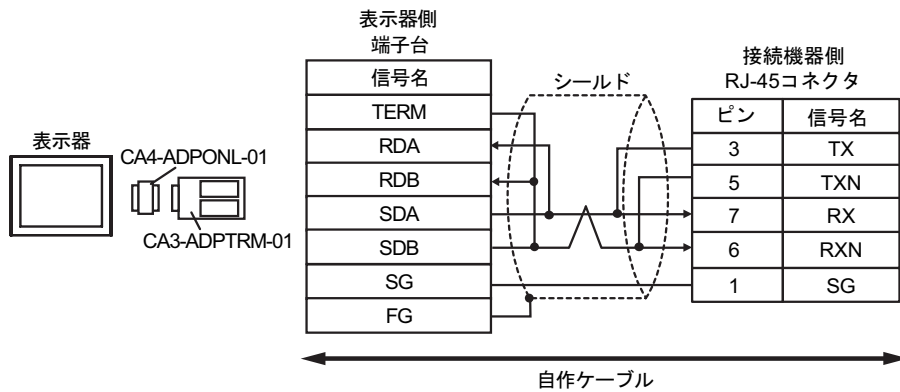 表示器側
端子台
信号名
TERM
RDA
RDB
SDA
SDB
SG
FG
シールド
接続機器側
RJ-45コネクタ
ピン 信号名
3 TX
5 TXN
7 RX
6 RXN
1 SG
表示器
CA4-ADPONL-01
CA3-ADPTRM-01
自作ケーブル